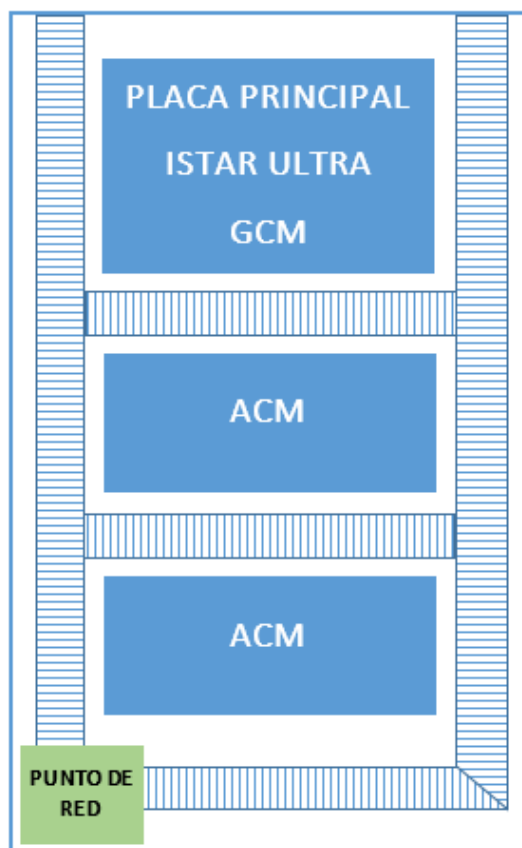 PLACA PRINCIPAL
ISTAR ULTRA
GCM
ACM
ACM
PUNTO DE
RED